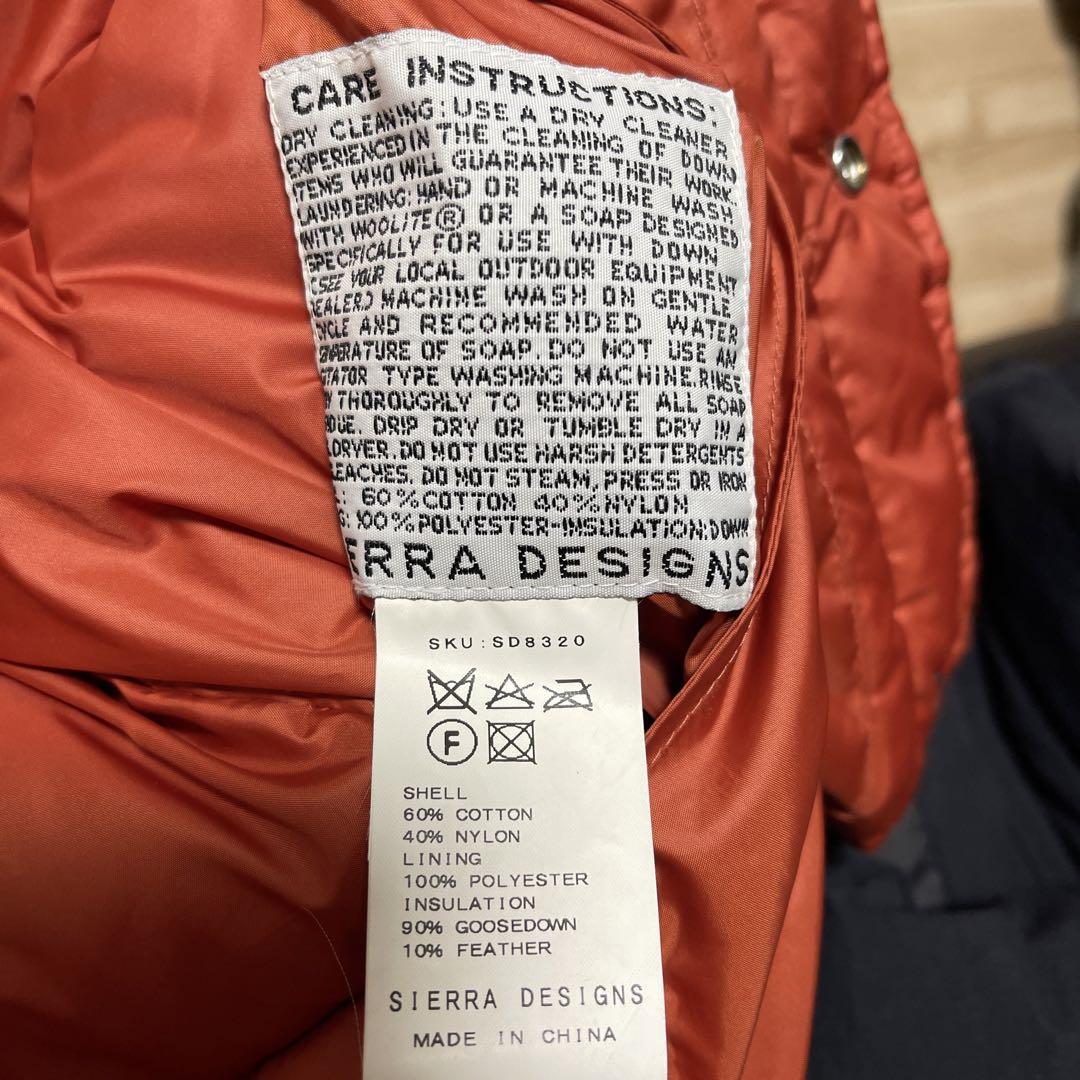 CARE INSTRUCTIONS:
DRY CLEANING: USE A DRY CLEANER
EXPERIENCED IN THE CLEANING OF DOWN
ITEMS WHO WILL GUARANTEE THEIR WORK
LAUNDERING: HAND OR MACHINE WASH
WITH WOOLITE® OR A SOAP DESIGNED
SPECIFICALLY FOR USE WITH DOWN
(SEE YOUR LOCAL OUTDOOR EQUIPMENT
DEALER) MACHINE WASH ON GENTLE
CYCLE AND RECOMMENDED WATER
TEMPERATURE OF SOAP. DO NOT USE AN
TATOR TYPE WASHING MACHINE. RINSE
Y THOROUGHLY TO REMOVE ALL SOAP
DUE. DRIP DRY OR TUMBLE DRY IN A
DRYER. DO NOT USE HARSH DETERGENTS
LEACHES. DO NOT STEAM, PRESS OR IRON
: 60% COTTON 40% NYLON
G: 100% POLYESTER-INSULATION: DOWN
ERRA DESIGNS
SKU: SD8320
F
SHELL
60% COTTON
40% NYLON
LINING
100% POLYESTER
INSULATION
90% GOOSEDOWN
10% FEATHER
SIERRA DESIGNS
MADE IN CHINA